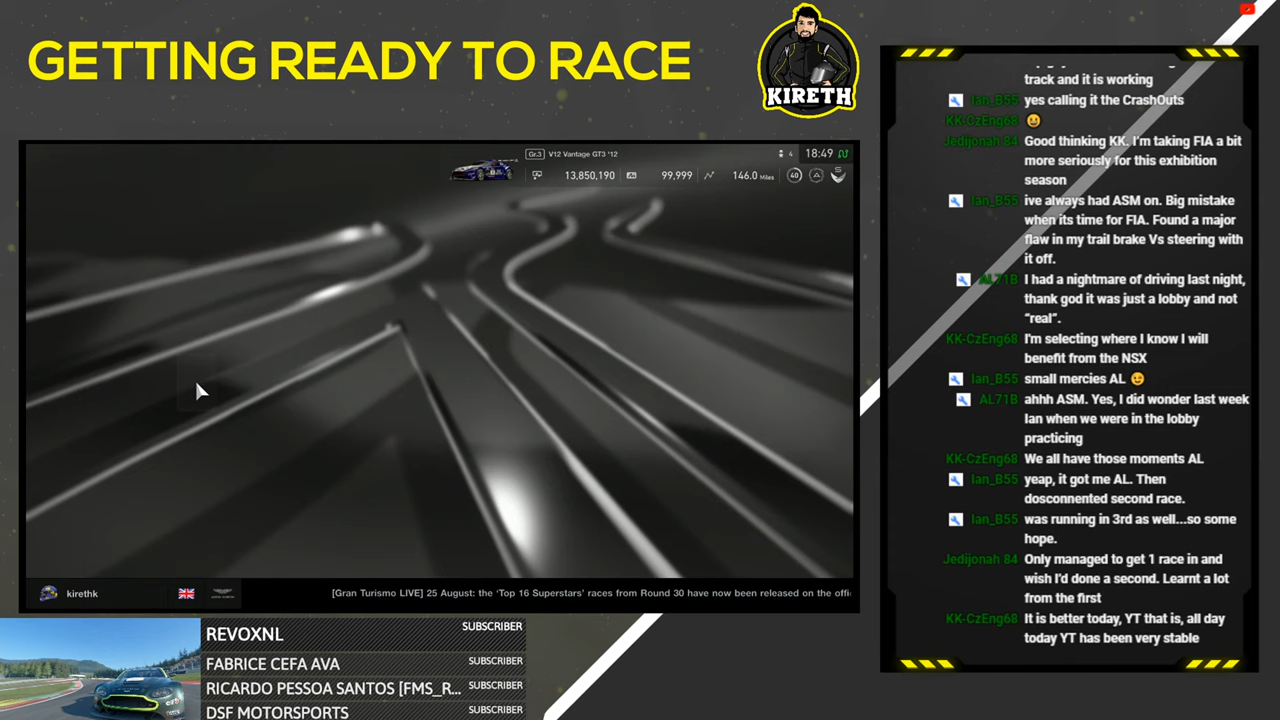 GETTING READY TO RACE
KIRETH
Gr.3 V12 Vantage GT3 '12
4 18:49
13,850,190 99,999 146.0 Miles 40 S
track and it is working
Ian_B55 yes calling it the CrashOuts
KK-CzEng68 😀
Jedijonah 84 Good thinking KK. I'm taking FIA a bit
more seriously for this exhibition
season
Ian_B55 ive always had ASM on. Big mistake
when its time for FIA. Found a major
flaw in my trail brake Vs steering with
it off.
AL71B I had a nightmare of driving last night,
thank god it was just a lobby and not
“real”.
KK-CzEng68 I'm selecting where I know I will
benefit from the NSX
Ian_B55 small mercies AL 😉
AL71B ahhh ASM. Yes, I did wonder last week
Ian when we were in the lobby
practicing
KK-CzEng68 We all have those moments AL
Ian_B55 yeap, it got me AL. Then
dosconnented second race.
Ian_B55 was running in 3rd as well...so some
hope.
Jedijonah 84 Only managed to get 1 race in and
wish I'd done a second. Learnt a lot
from the first
KK-CzEng68 It is better today, YT that is, all day
today YT has been very stable
kirethk
[Gran Turismo LIVE] 25 August: the 'Top 16 Superstars' races from Round 30 have now been released on the offi
REVOXNL SUBSCRIBER
FABRICE CEFA AVA SUBSCRIBER
RICARDO PESSOA SANTOS [FMS_R... SUBSCRIBER
DSF MOTORSPORTS SUBSCRIBER